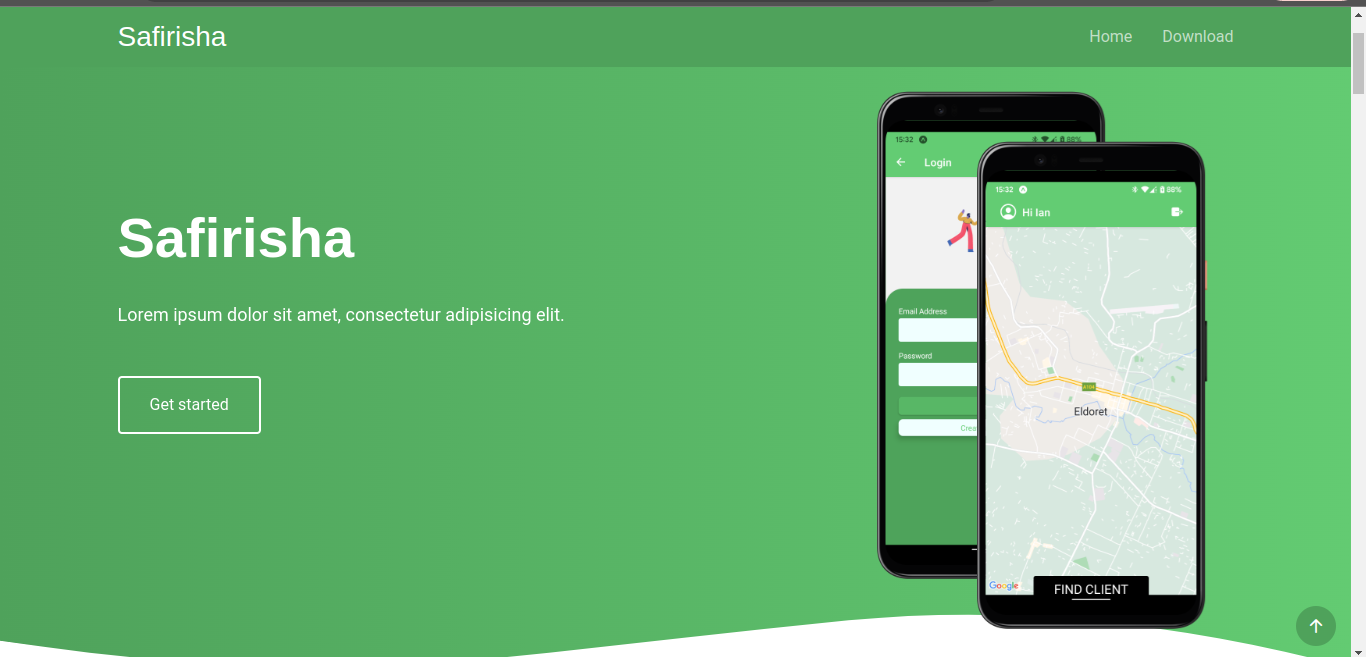 Safirisha
Home
Download
Safirisha
Lorem ipsum dolor sit amet, consectetur adipisicing elit.
Get started
15:32
88%
Login
Email Address
Password
Crea
15:32
88%
Hi Ian
A104
Eldoret
Google
FIND CLIENT